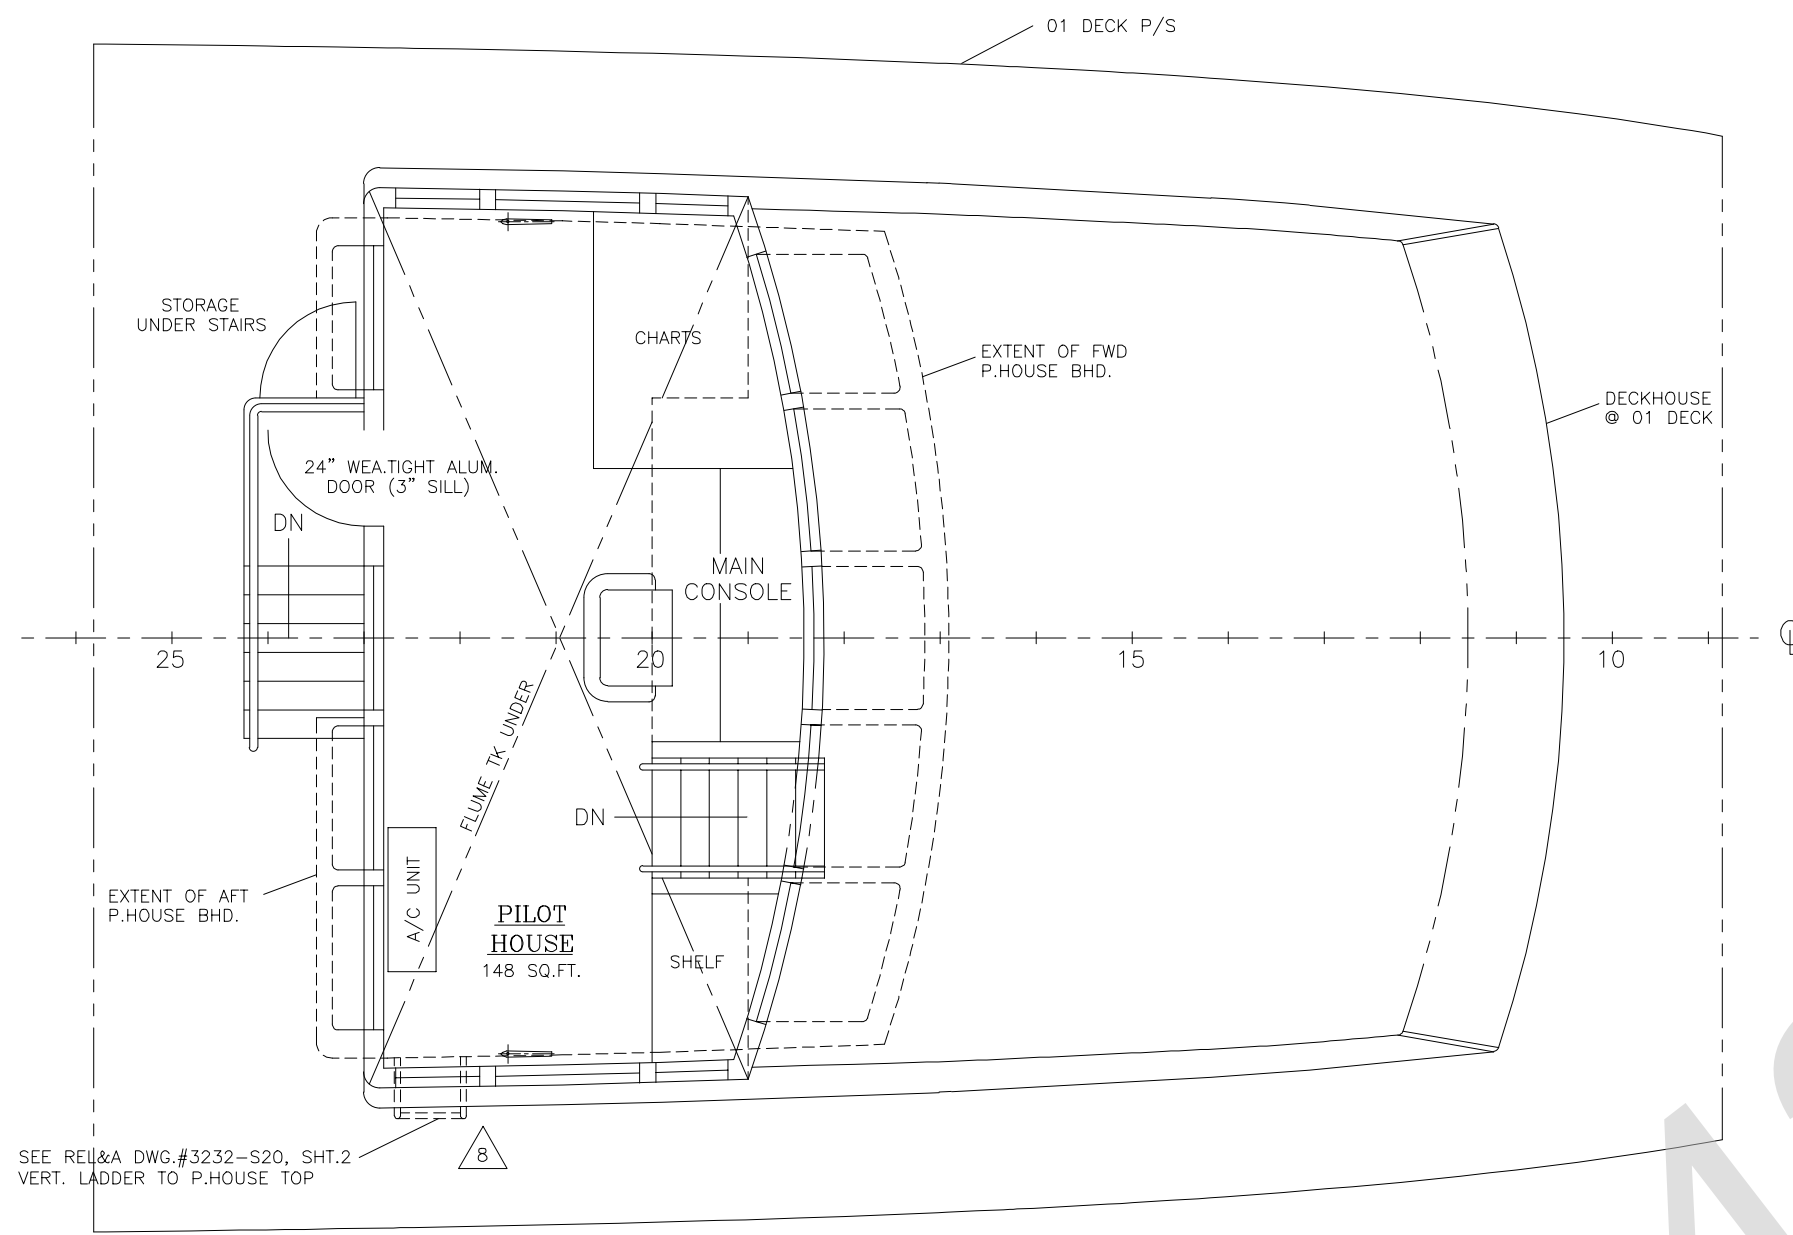 01 DECK P/S
STORAGE
UNDER STAIRS
CHARTS
EXTENT OF FWD
P.HOUSE BHD.
DECKHOUSE
@ 01 DECK
24" WEA.TIGHT ALUM.
DOOR (3" SILL)
DN
MAIN
CONSOLE
25
20
15
10
FLUME TK UNDER
DN
A/C UNIT
EXTENT OF AFT
P.HOUSE BHD.
PILOT
HOUSE
148 SQ.FT.
SHELF
SEE REL&A DWG.#3232-S20, SHT.2
VERT. LADDER TO P.HOUSE TOP
8